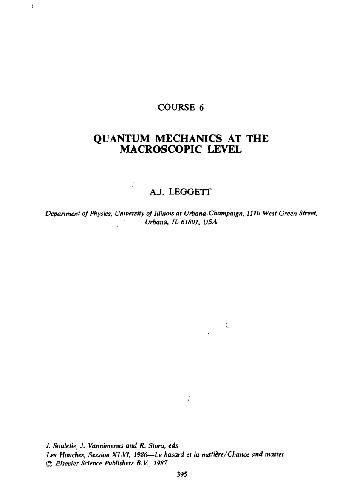 COURSE 6
QUANTUM MECHANICS AT THE
MACROSCOPIC LEVEL
A.J. LEGGETT
Department of Physics, University of Illinois at Urbana-Champaign, 1110 West Green Street,
Urbana, IL 61801, USA
J. Souletie, J. Vannimenus and R. Stora, eds.
Les Houches, Session XLVI, 1986—Le hasard et la matière/Chance and matter
© Elsevier Science Publishers B.V., 1987
395